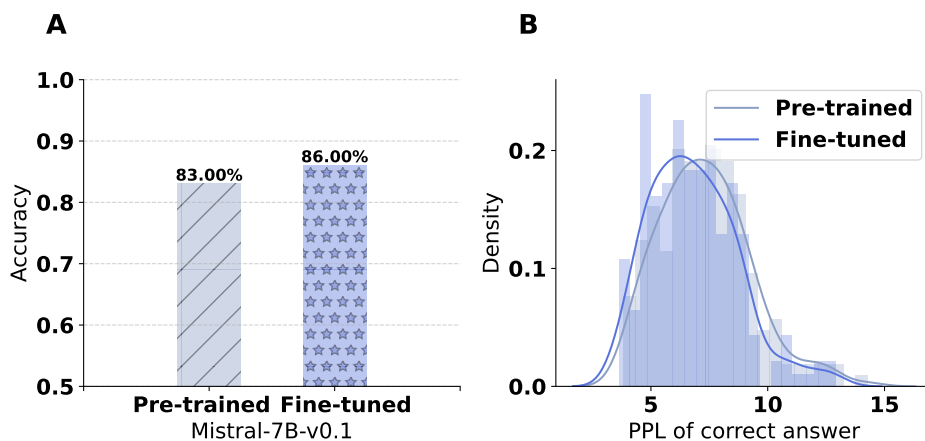 A
1.0
0.9
0.8
0.7
0.6
0.5
Accuracy
83.00%
86.00%
Pre-trained Fine-tuned
Mistral-7B-v0.1
B
Pre-trained
Fine-tuned
0.2
0.1
0.0
Density
5 10 15
PPL of correct answer